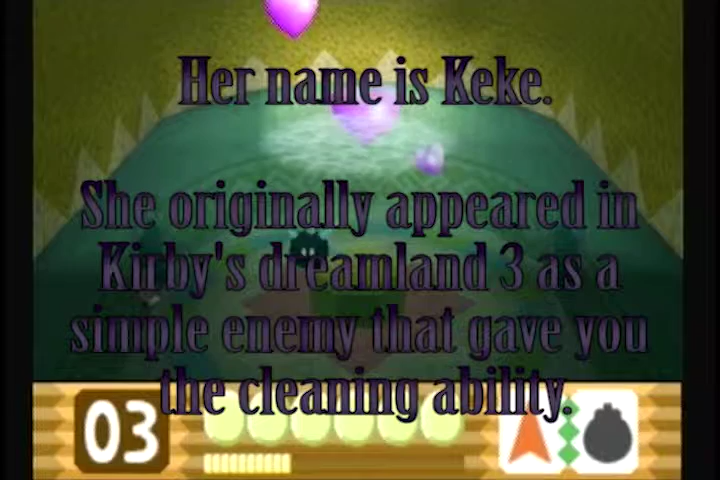 Her name is Keke.
She originally appeared in
Kirby's dreamland 3 as a
simple enemy that gave you
the cleaning ability.
03